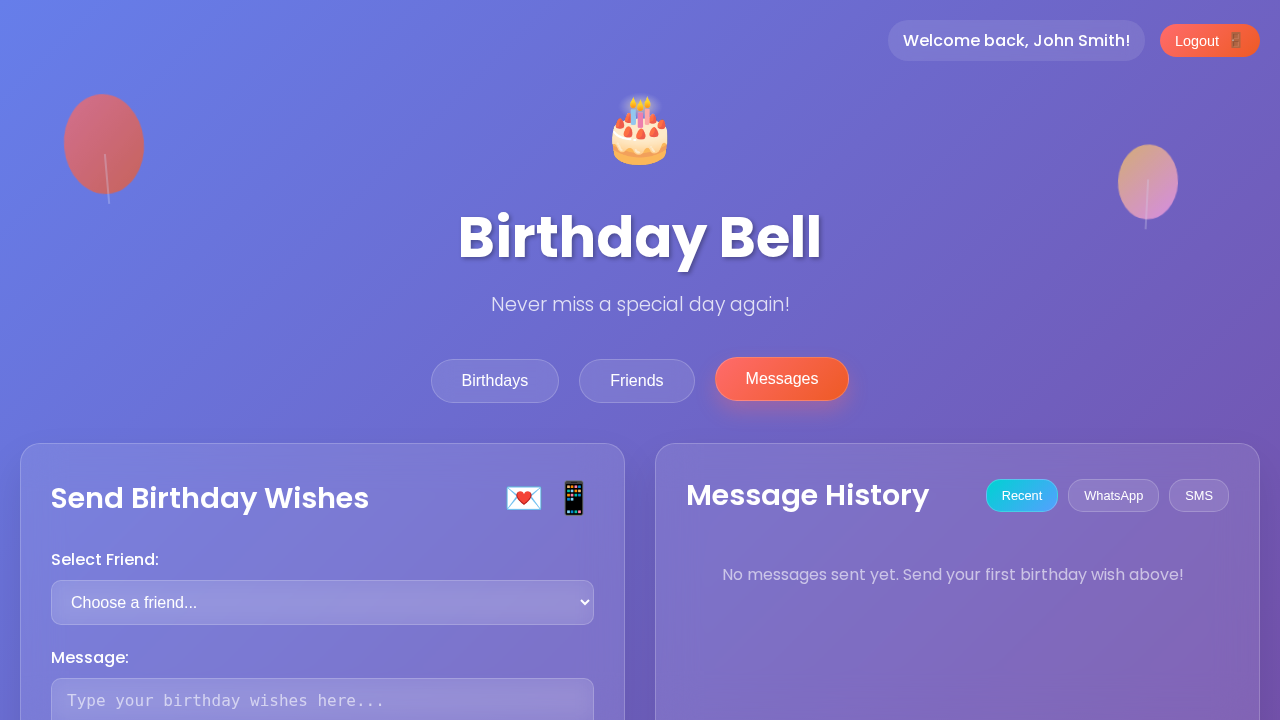 Welcome back, John Smith!
Logout
Birthday Bell
Never miss a special day again!
Birthdays
Friends
Messages
Send Birthday Wishes
Select Friend:
Choose a friend...
Message:
Type your birthday wishes here...
Message History
Recent
WhatsApp
SMS
No messages sent yet. Send your first birthday wish above!